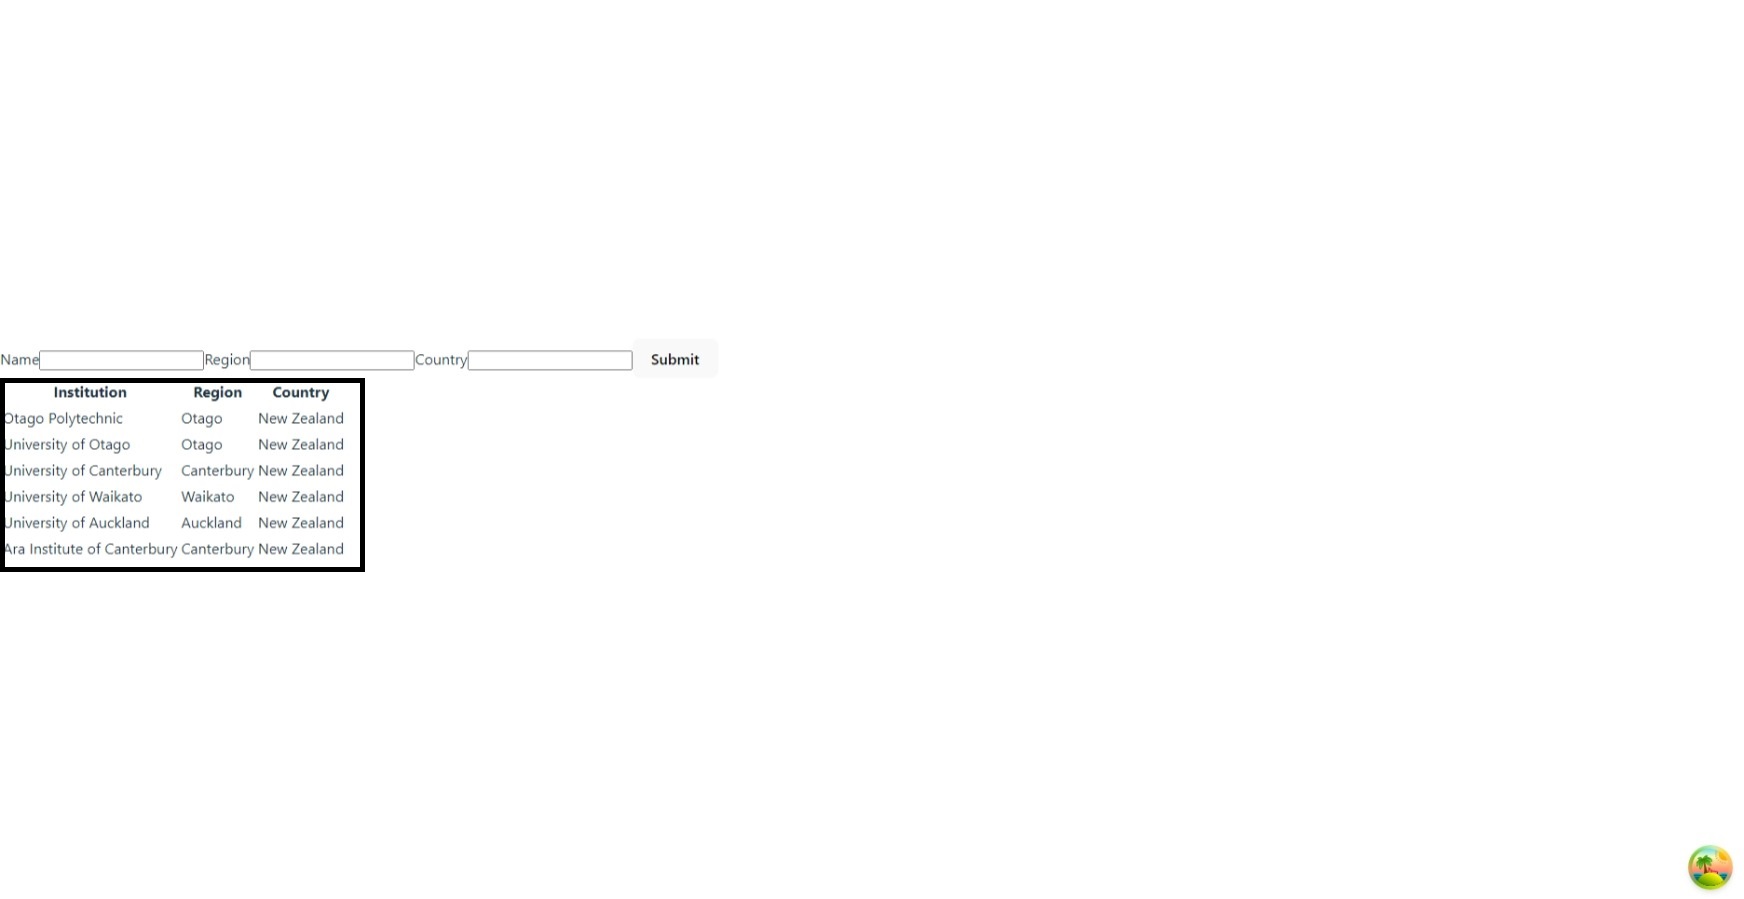 Name Region Country Submit
Institution Region Country
Otago Polytechnic Otago New Zealand
University of Otago Otago New Zealand
University of Canterbury Canterbury New Zealand
University of Waikato Waikato New Zealand
University of Auckland Auckland New Zealand
Ara Institute of Canterbury Canterbury New Zealand